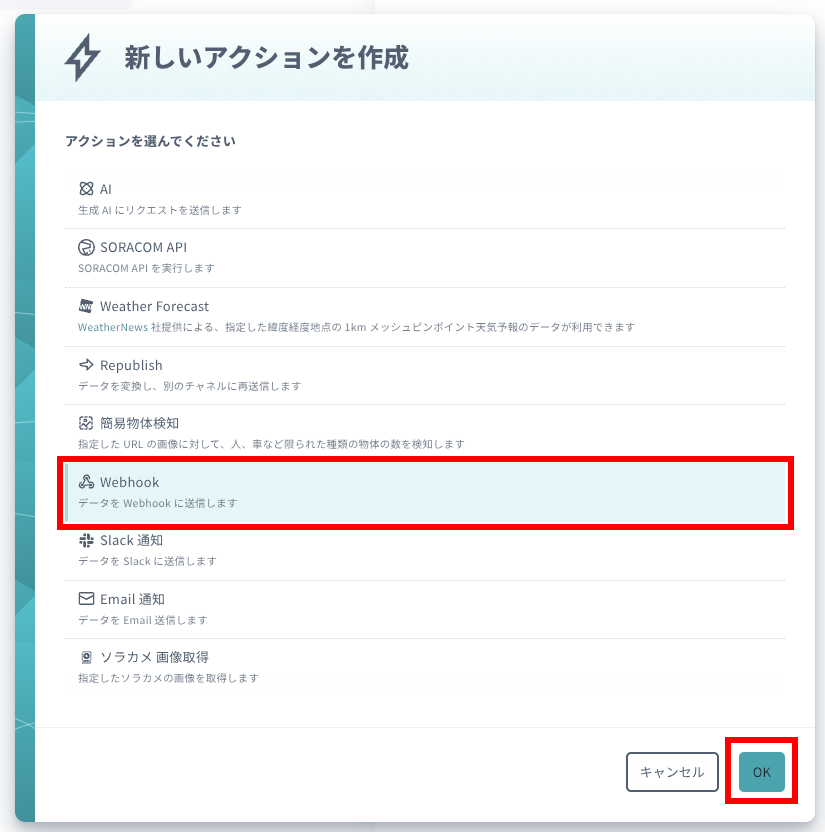 新しいアクションを作成
アクションを選んでください
AI
生成 AI にリクエストを送信します
SORACOM API
SORACOM API を実行します
Weather Forecast
WeatherNews 社提供による、指定した緯度経度地点の 1km メッシュピンポイント天気予報のデータが利用できます
Republish
データを変換し、別のチャネルに再送信します
簡易物体検知
指定した URL の画像に対して、人、車など限られた種類の物体の数を検知します
Webhook
データを Webhook に送信します
Slack 通知
データを Slack に送信します
Email 通知
データを Email 送信します
ソラカメ 画像取得
指定したソラカメの画像を取得します
キャンセル
OK